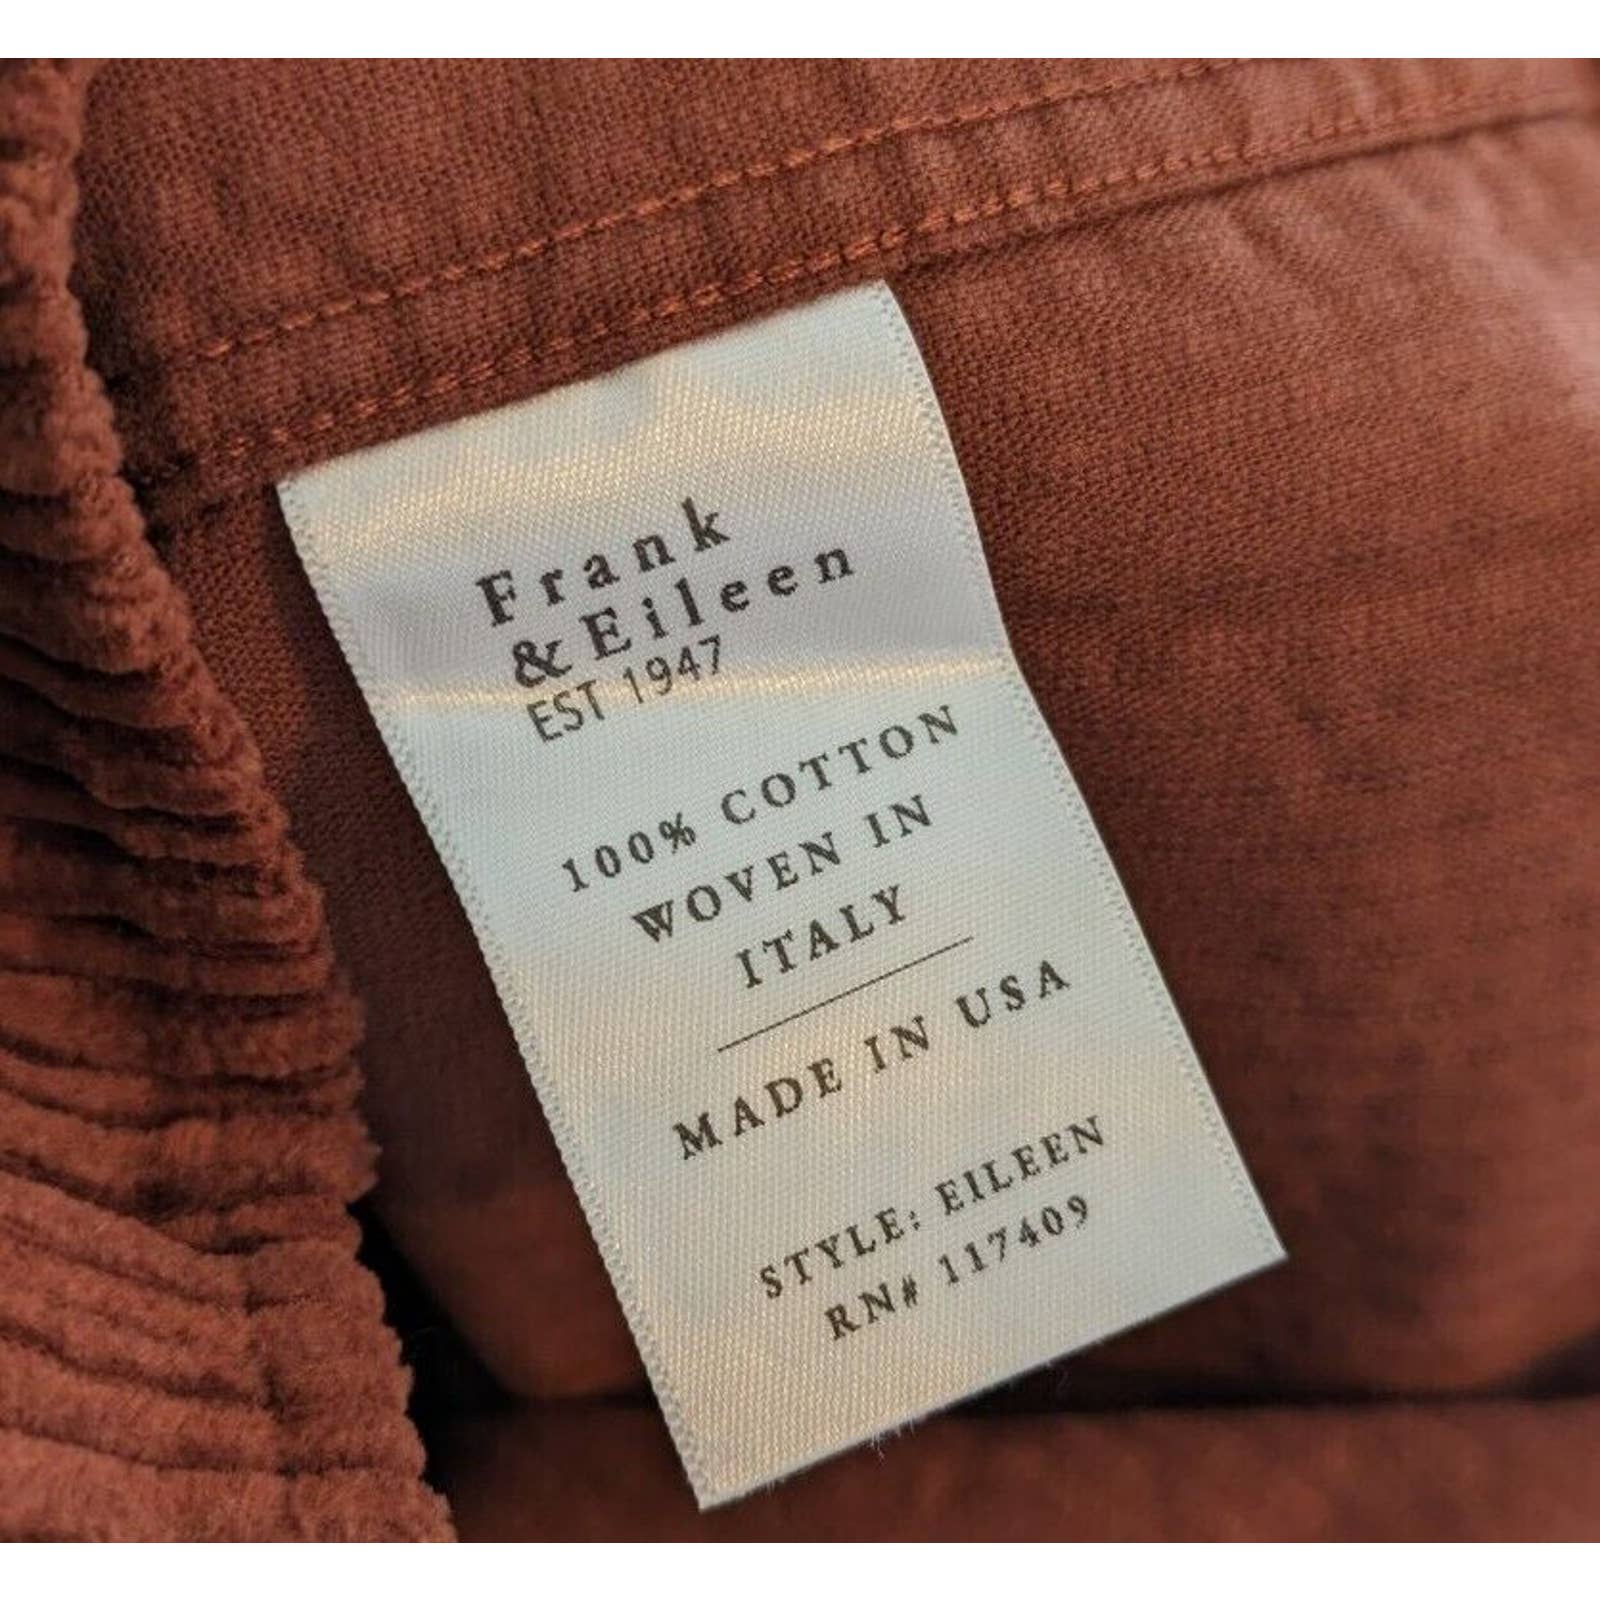 Frank
&Eileen
EST 1947
100% COTTON
WOVEN IN
ITALY
MADE IN USA
STYLE: EILEEN
RN# 117409